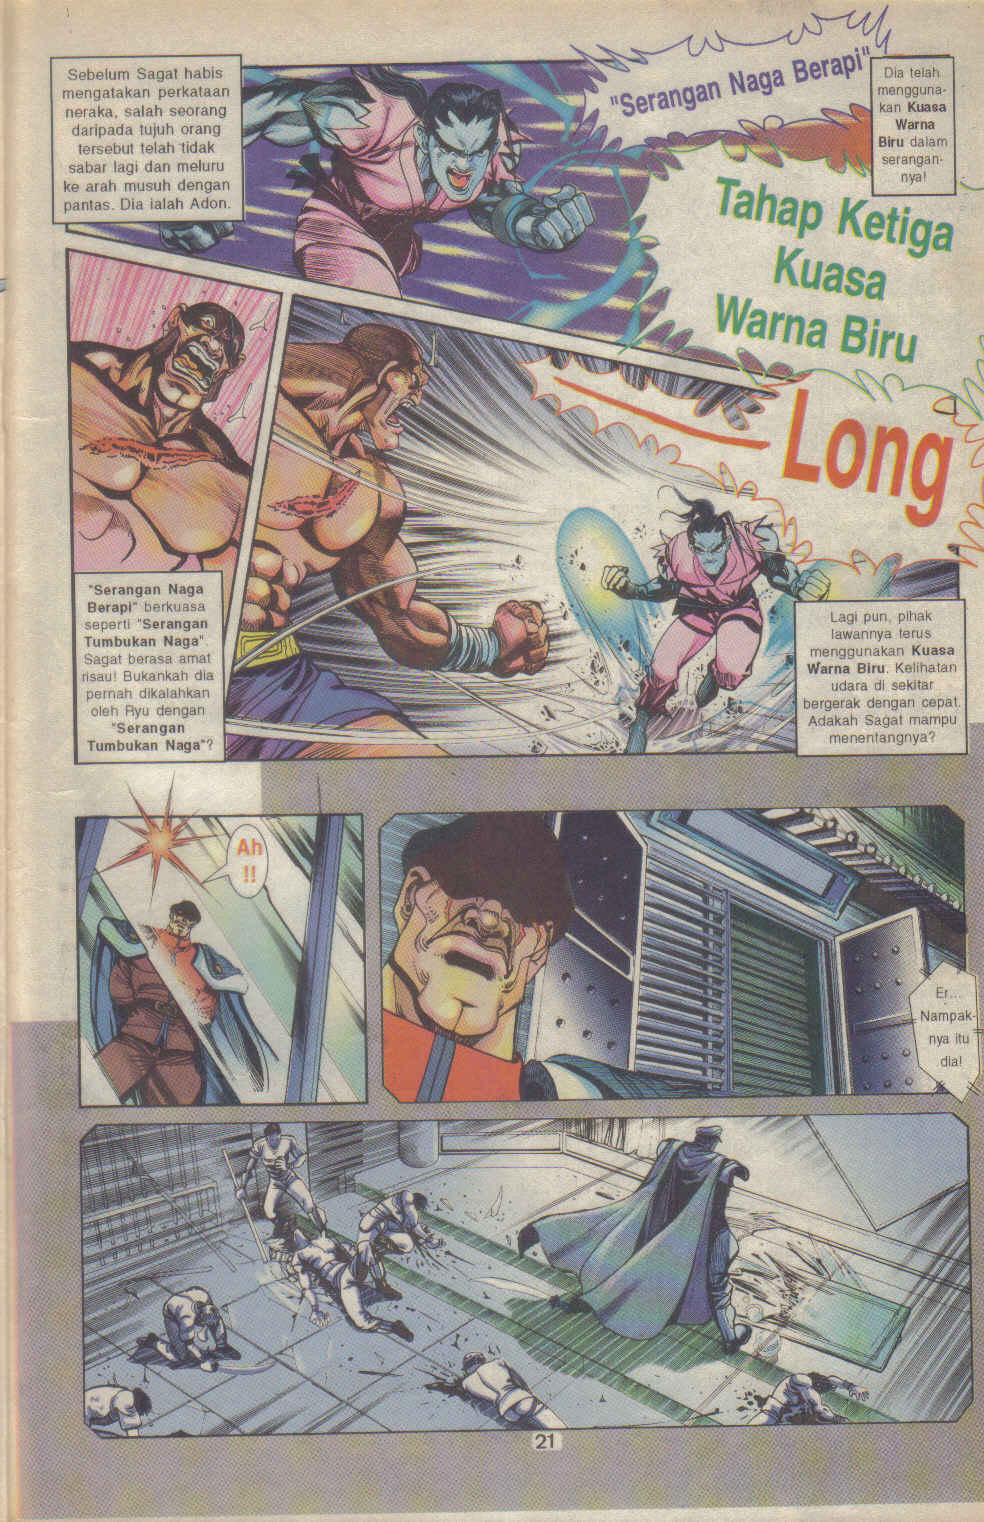 Sebelum Sagat habis
mengatakan perkataan
neraka, salah seorang
daripada tujuh orang
tersebut telah tidak
sabar lagi dan meluru
ke arah musuh dengan
pantas. Dia ialah Adon.
"Serangan Naga Berapi"
Dia telah
mengguna-
kan Kuasa
Warna
Biru dalam
serangan-
nya!
Tahap Ketiga
Kuasa
Warna Biru
Long
"Serangan Naga
Berapi" berkuasa
seperti "Serangan
Tumbukan Naga".
Sagat berasa amat
risau! Bukankah dia
pernah dikalahkan
oleh Ryu dengan
"Serangan
Tumbukan Naga"?
Lagi pun, pihak
lawannya terus
menggunakan Kuasa
Warna Biru. Kelihatan
udara di sekitar
bergerak dengan cepat.
Adakah Sagat mampu
menentangnya?
Ah
!!
Er...
Nampak-
nya itu
dia!
21